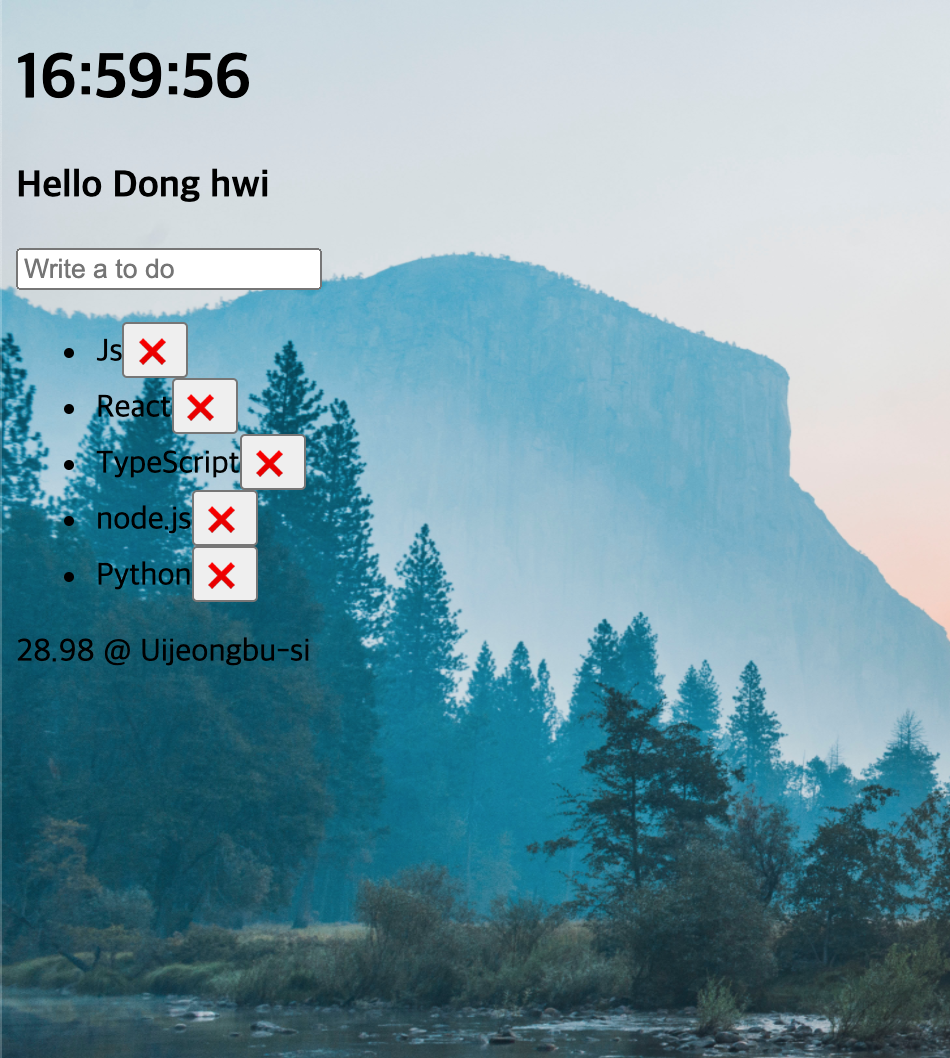 16:59:56
Hello Dong hwi
Write a to do
Js ❌
React ❌
TypeScript ❌
node.js ❌
Python ❌
28.98 @ Uijeongbu-si